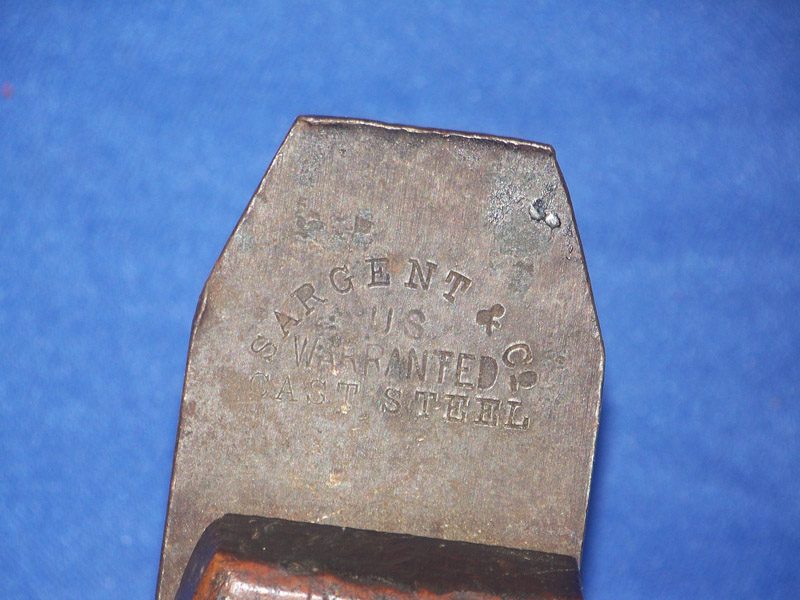 SARGENT & Co
US
WARRANTED
CAST STEEL